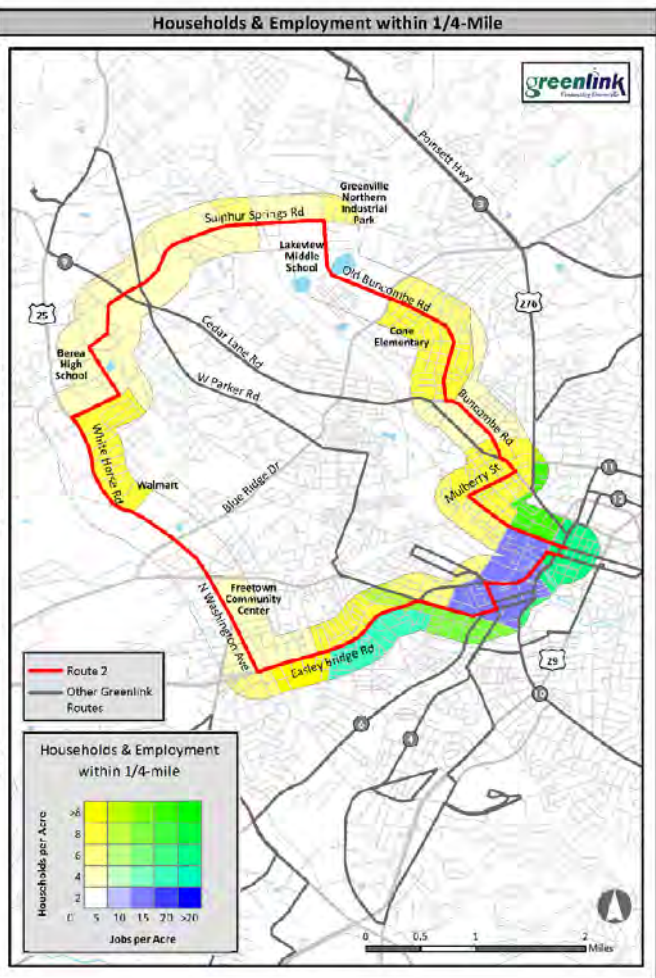 Households & Employment within 1/4-Mile
greenlink
Poinsett Hwy
3
Greenville
Northern
Industrial
Park
Sulphur Springs Rd
Lakeview
Middle
School
Old Buncombe Rd
9
25
276
Cone
Elementary
Cedar Lane Rd
Berea
High
School
W Parker Rd
Buncombe Rd
White Horse Rd
Walmart
Mulberry St
11
12
Blue Ridge Dr
N Washington Ave
Freetown
Community
Center
Easley Bridge Rd
29
10
4
Route 2
Other Greenlink
Routes
Households & Employment
within 1/4-mile
Households per Acre
>8
8
6
4
2
0 5 10 15 20 >20
Jobs per Acre
0 0.5 1 2
Miles